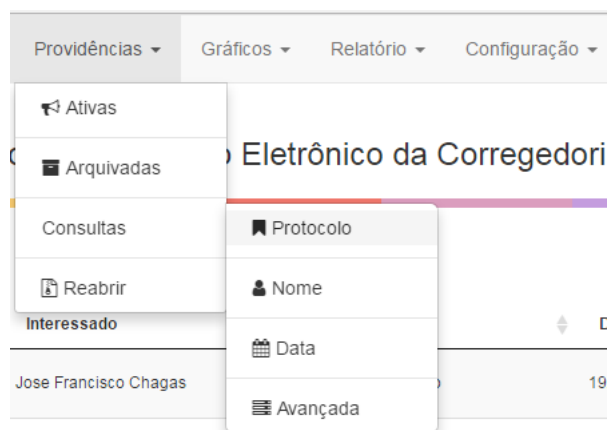 Providências Gráficos Relatório Configuração
Ativas
Eletrônico da Corregedori
Arquivadas
Consultas Protocolo
Reabrir Nome
Interessado
Data
Jose Francisco Chagas 19
Avançada